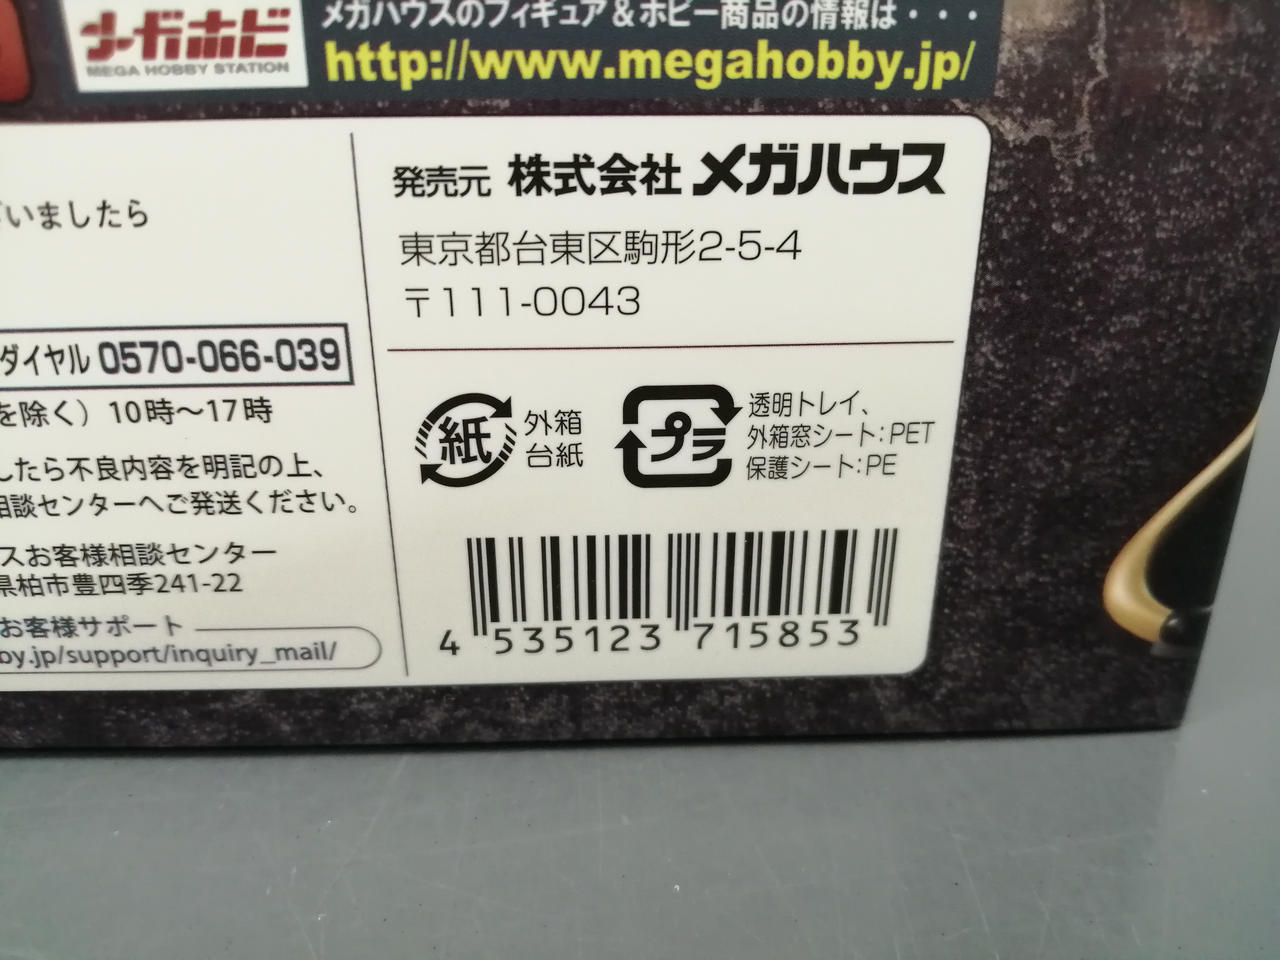 メガホビ
MEGA HOBBY STATION
メガハウスのフィギュア＆ホビー商品の情報は・・・
http://www.megahobby.jp/
いましたら
ダイヤル 0570-066-039
を除く）10時〜17時
したら不良内容を明記の上、
相談センターへご発送ください。
スお客様相談センター
県柏市豊四季241-22
お客様サポート
by.jp/support/inquiry_mail/
発売元 株式会社メガハウス
東京都台東区駒形2-5-4
〒111-0043
紙
外箱
台紙
プラ
透明トレイ、
外箱窓シート：PET
保護シート：PE
4 535123 715853